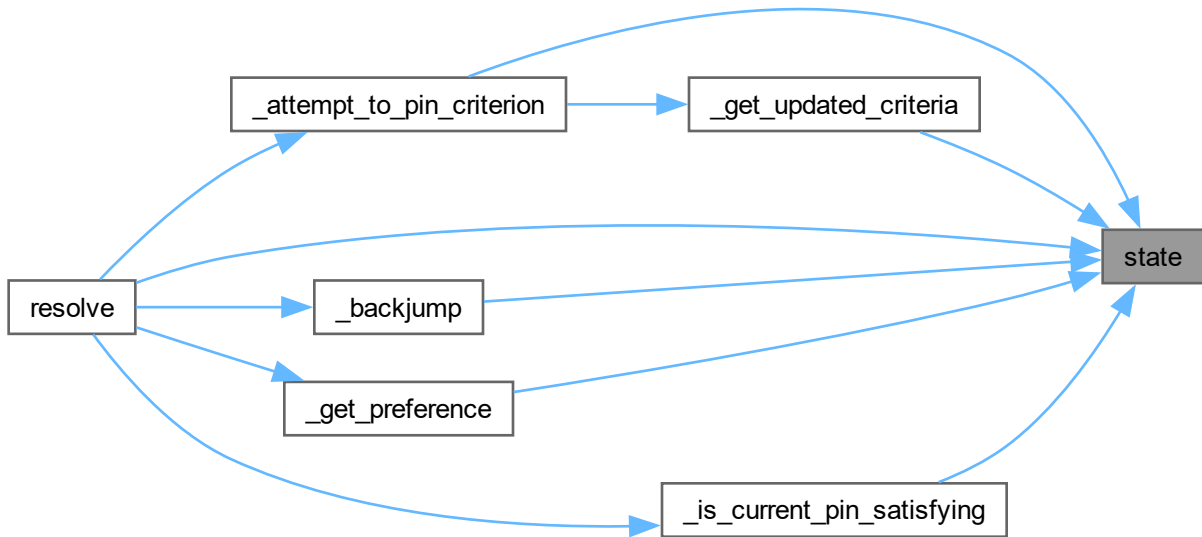 _attempt_to_pin_criterion
_get_updated_criteria
state
resolve
_backjump
_get_preference
_is_current_pin_satisfying